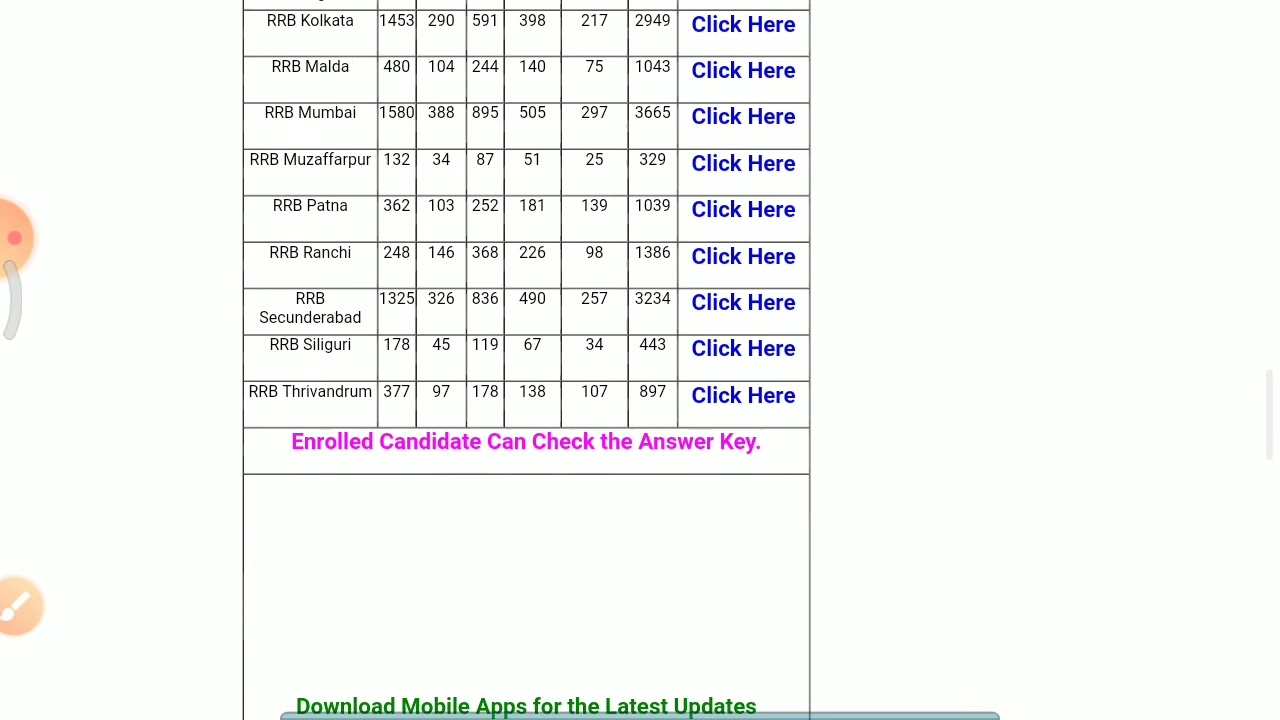 RRB Kolkata 1453 290 591 398 217 2949 Click Here
RRB Malda 480 104 244 140 75 1043 Click Here
RRB Mumbai 1580 388 895 505 297 3665 Click Here
RRB Muzaffarpur 132 34 87 51 25 329 Click Here
RRB Patna 362 103 252 181 139 1039 Click Here
RRB Ranchi 248 146 368 226 98 1386 Click Here
RRB 1325 326 836 490 257 3234 Click Here
Secunderabad
RRB Siliguri 178 45 119 67 34 443 Click Here
RRB Thrivandrum 377 97 178 138 107 897 Click Here
Enrolled Candidate Can Check the Answer Key.
Download Mobile Apps for the Latest Updates